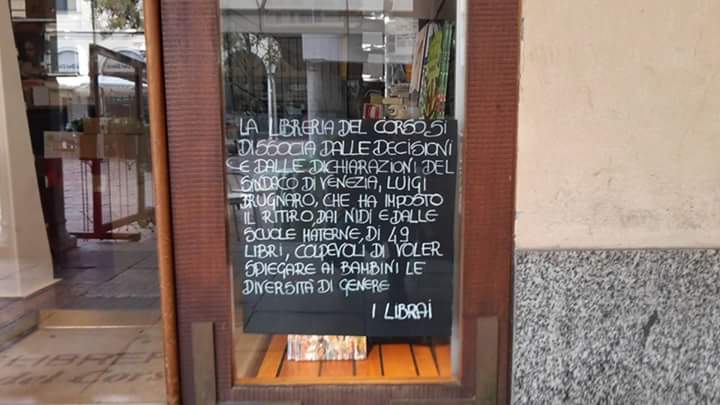 LA LIBRERIA DEL CORSO SI
DISSOCIA DALLE DECISIONI
E DALLE DICHIARAZIONI DEL
SINDACO DI VENEZIA, LUIGI
BRUGNARO, CHE HA IMPOSTO
IL RITIRO, DAI NIDI E DALLE
SCUOLE MATERNE, DI 49
LIBRI, COLPEVOLI DI VOLER
SPIEGARE AI BAMBINI LE
DIVERSITÀ DI GENERE
I LIBRAI
del Cors